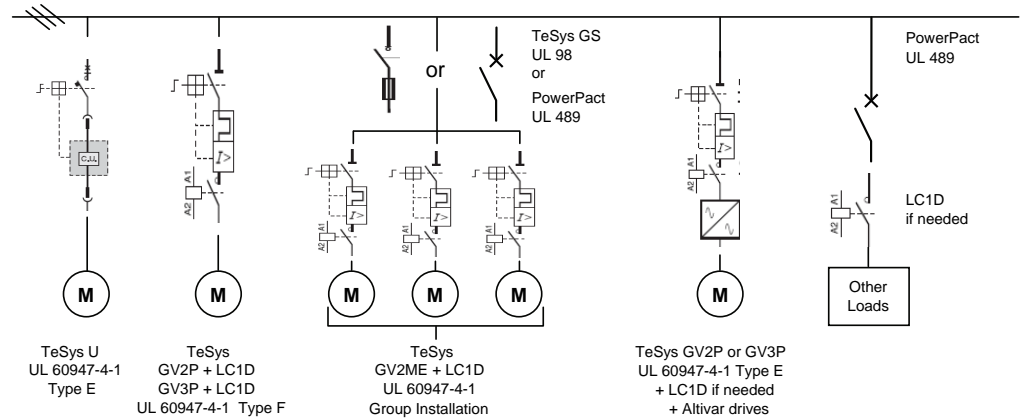 TeSys GS
UL 98
or
PowerPact
UL 489
or
PowerPact
UL 489
C.U.
I>
A1
A2
I>
A1
A2
I>
A1
A2
I>
A1
A2
I>
A1
A2
LC1D
if needed
M
M
M
M
M
M
Other
Loads
TeSys U
UL 60947-4-1
Type E
TeSys
GV2P + LC1D
GV3P + LC1D
UL 60947-4-1 Type F
TeSys
GV2ME + LC1D
UL 60947-4-1
Group Installation
TeSys GV2P or GV3P
UL 60947-4-1 Type E
+ LC1D if needed
+ Altivar drives